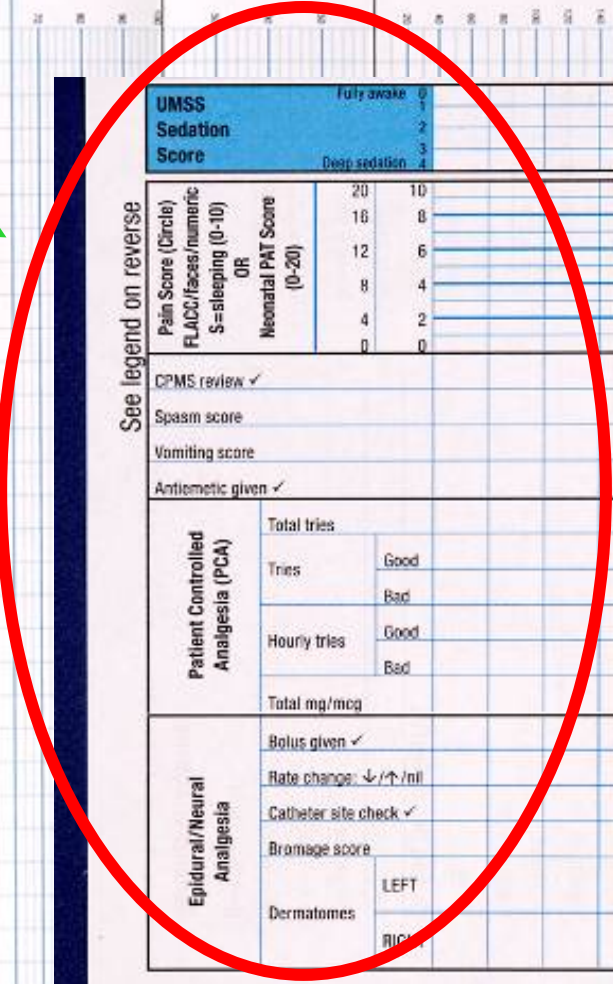 UMSS
Sedation
Score
Fully awake 0
1
2
3
Deep sedation 4
See legend on reverse
Pain Score (Circle)
FLACC/faces/numeric
S=sleeping (0-10)
OR
Neonatal PAT Score
(0-20)
20 10
16 8
12 6
8 4
4 2
0 0
CPMS review ✓
Spasm score
Vomiting score
Antiemetic given ✓
Patient Controlled
Analgesia (PCA)
Total tries
Tries
Good
Bad
Hourly tries
Good
Bad
Total mg/mcg
Epidural/Neural
Analgesia
Bolus given ✓
Rate change: ↓/↑/nil
Catheter site check ✓
Bromage score
Dermatomes
LEFT
RIGHT